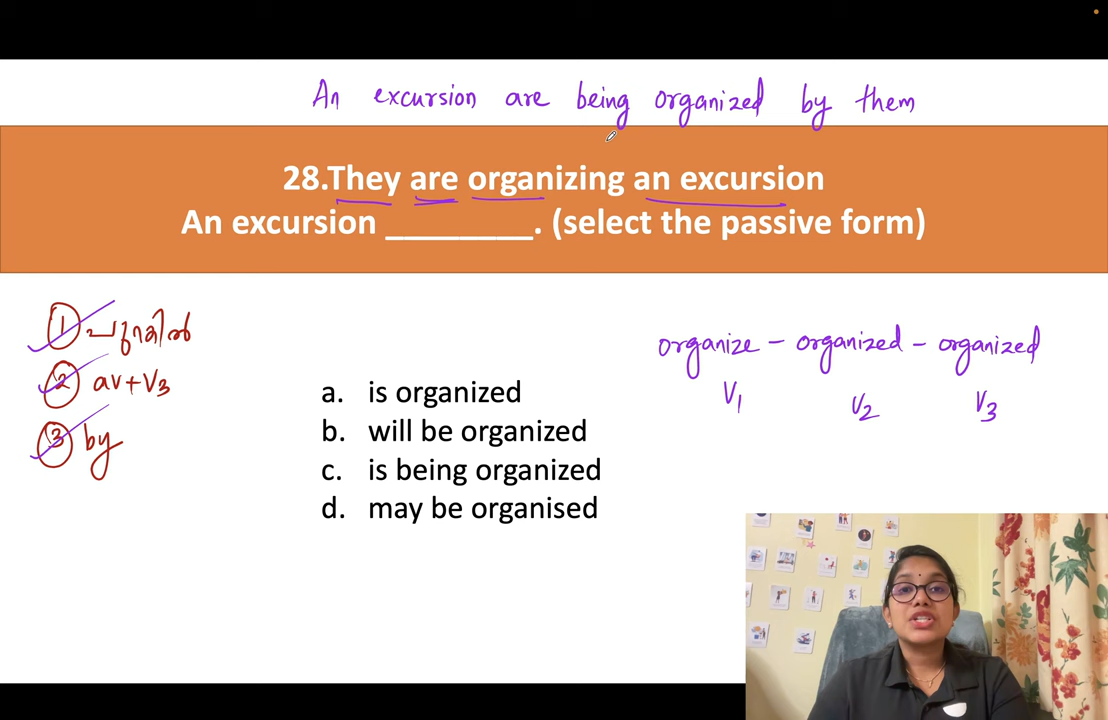 An excursion are being organized by them
28.They are organizing an excursion
An excursion ________. (select the passive form)
1
2 av+V3
3 by
organize - organized - organized
V1 V2 V3
a. is organized
b. will be organized
c. is being organized
d. may be organised